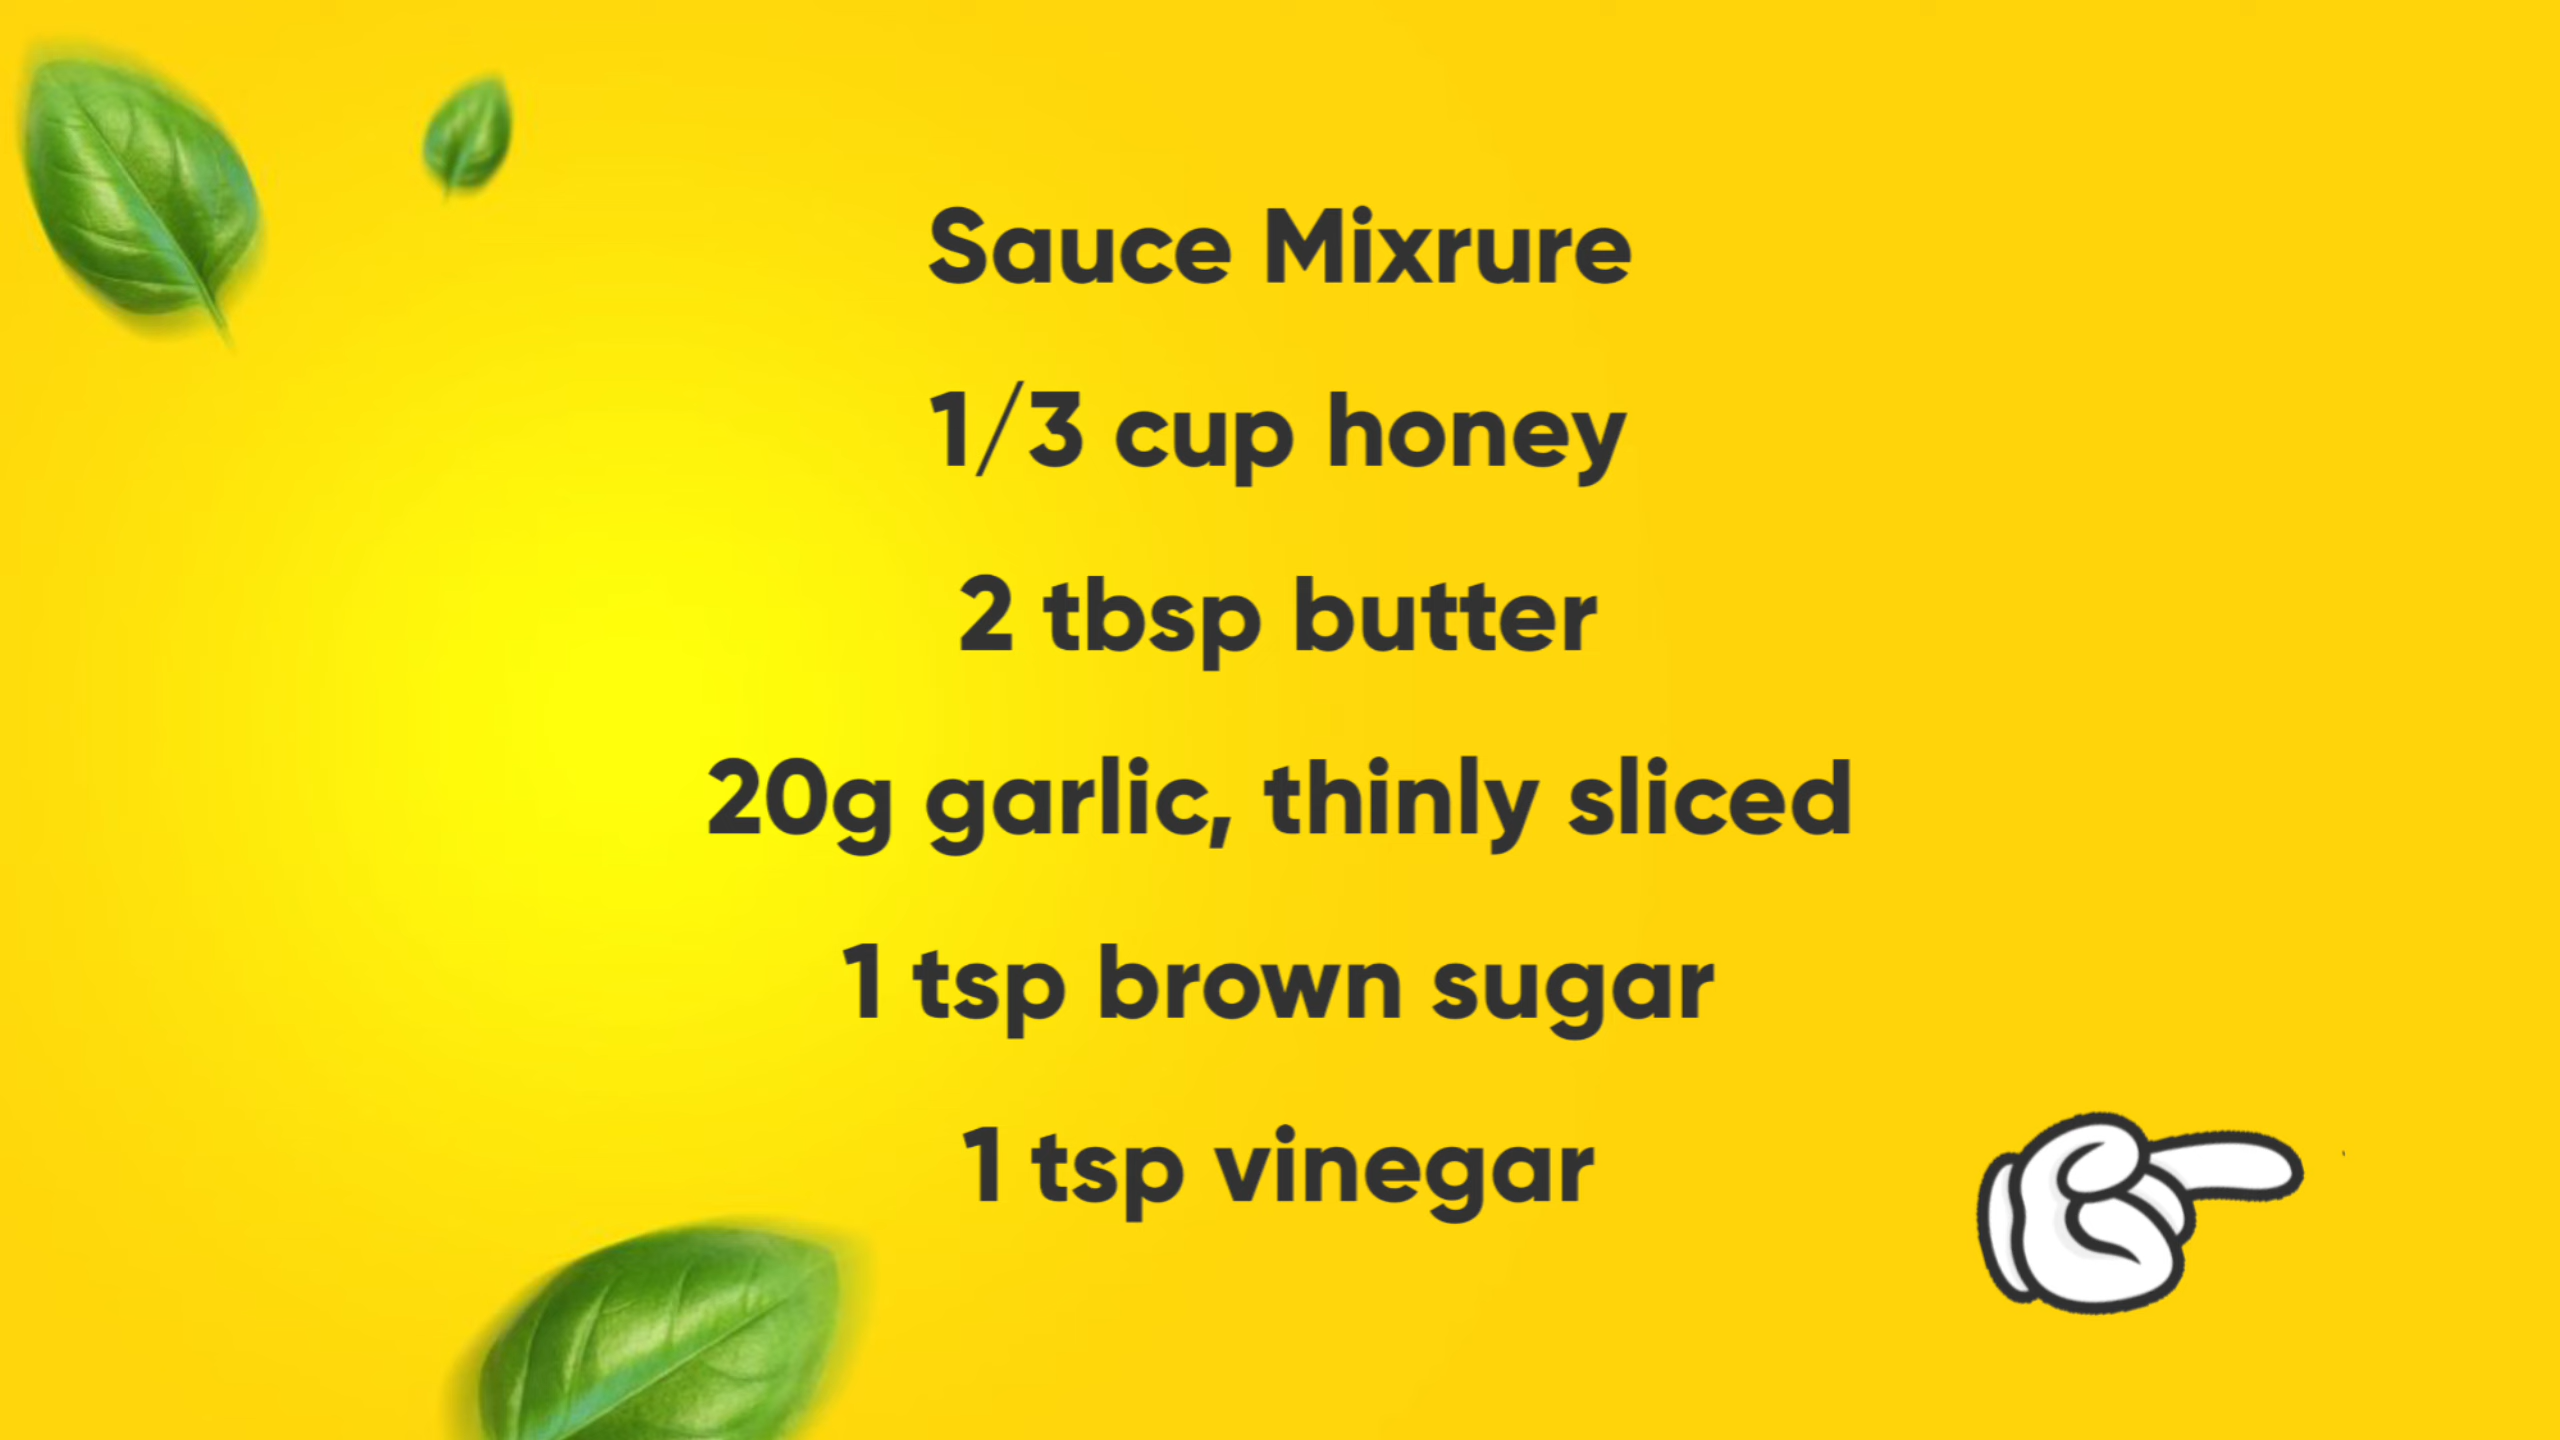 Sauce Mixrure
1/3 cup honey
2 tbsp butter
20g garlic, thinly sliced
1 tsp brown sugar
1 tsp vinegar